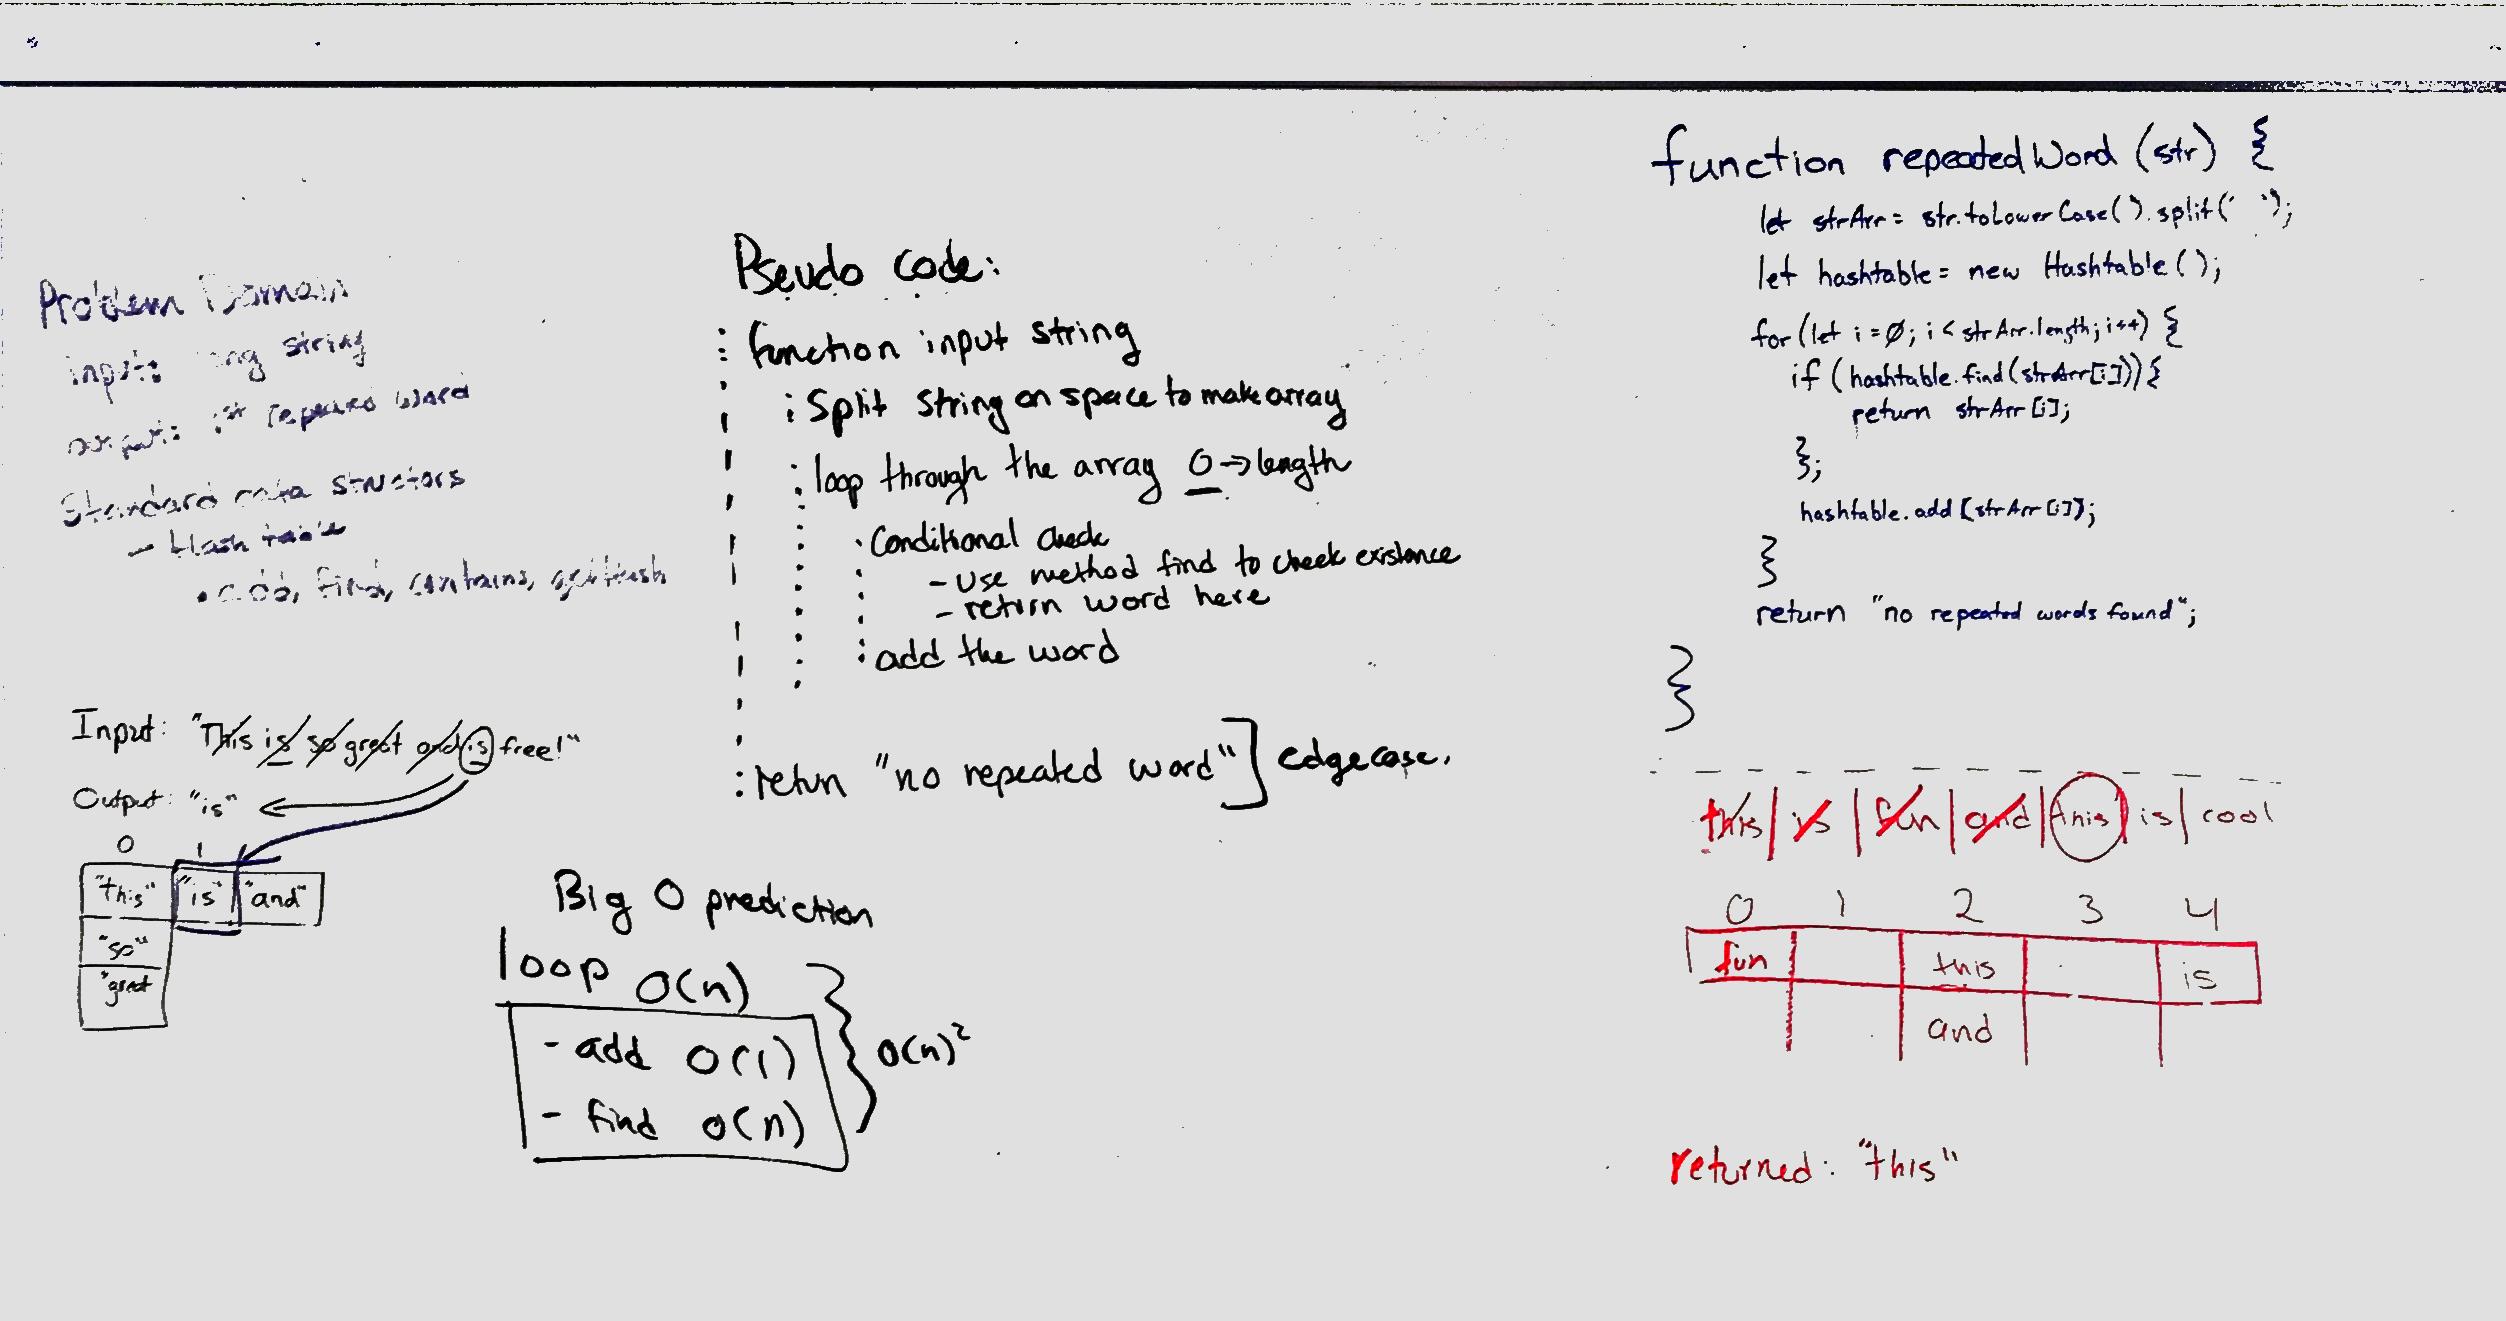 Problem Domain
input: long string
output: 1st repeated word
Standard data structors
- Hash table
• add, find, contains, getHash
Input: "This is so great and is free!"
Output: "is"
0 1
"this" "is" "and"
"so"
"great
Pseudo code:
function input string
Split string on space to make array
loop through the array 0 → length
Conditional check
- Use method find to check existance
- return word here
add the word
return "no repeated word" ] edgecase.
Big O prediction
loop O(n)
- add O(1)
- find O(n)
} O(n)²
function repeatedWord (str) {
let strArr = str.toLowerCase().split(' ');
let hashtable = new Hashtable();
for (let i = 0; i < strArr.length; i++) {
if (hashtable.find(strArr[i])) {
return strArr[i];
};
hashtable.add(strArr[i]);
}
return "no repeated words found";
}
this | is | fun | and | this | is | cool
0 1 2 3 4
fun this is
and
returned: "this"